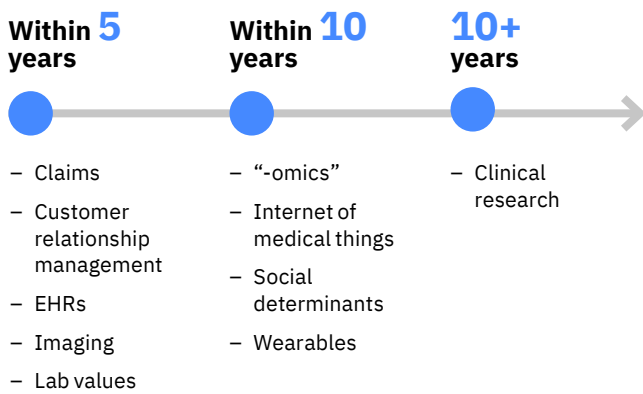 Within 5
years
– Claims
– Customer
relationship
management
– EHRs
– Imaging
– Lab values
Within 10
years
– “-omics”
– Internet of
medical things
– Social
determinants
– Wearables
10+
years
– Clinical
research